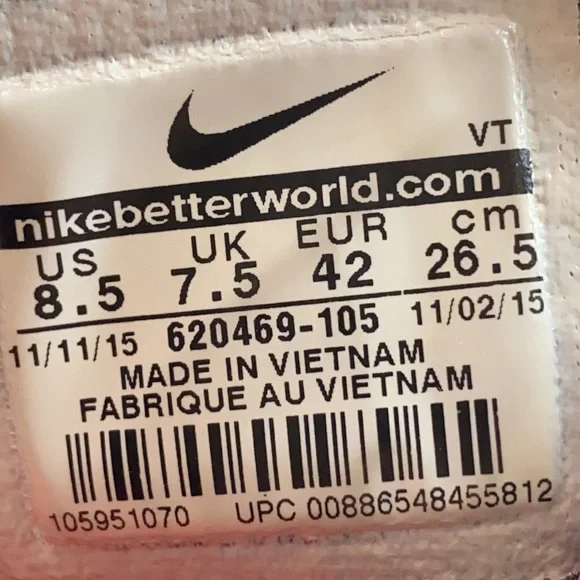 VT
nikebetterworld.com
US UK EUR cm
8.5 7.5 42 26.5
11/11/15 620469-105 11/02/15
MADE IN VIETNAM
FABRIQUE AU VIETNAM
105951070 UPC 00886548455812